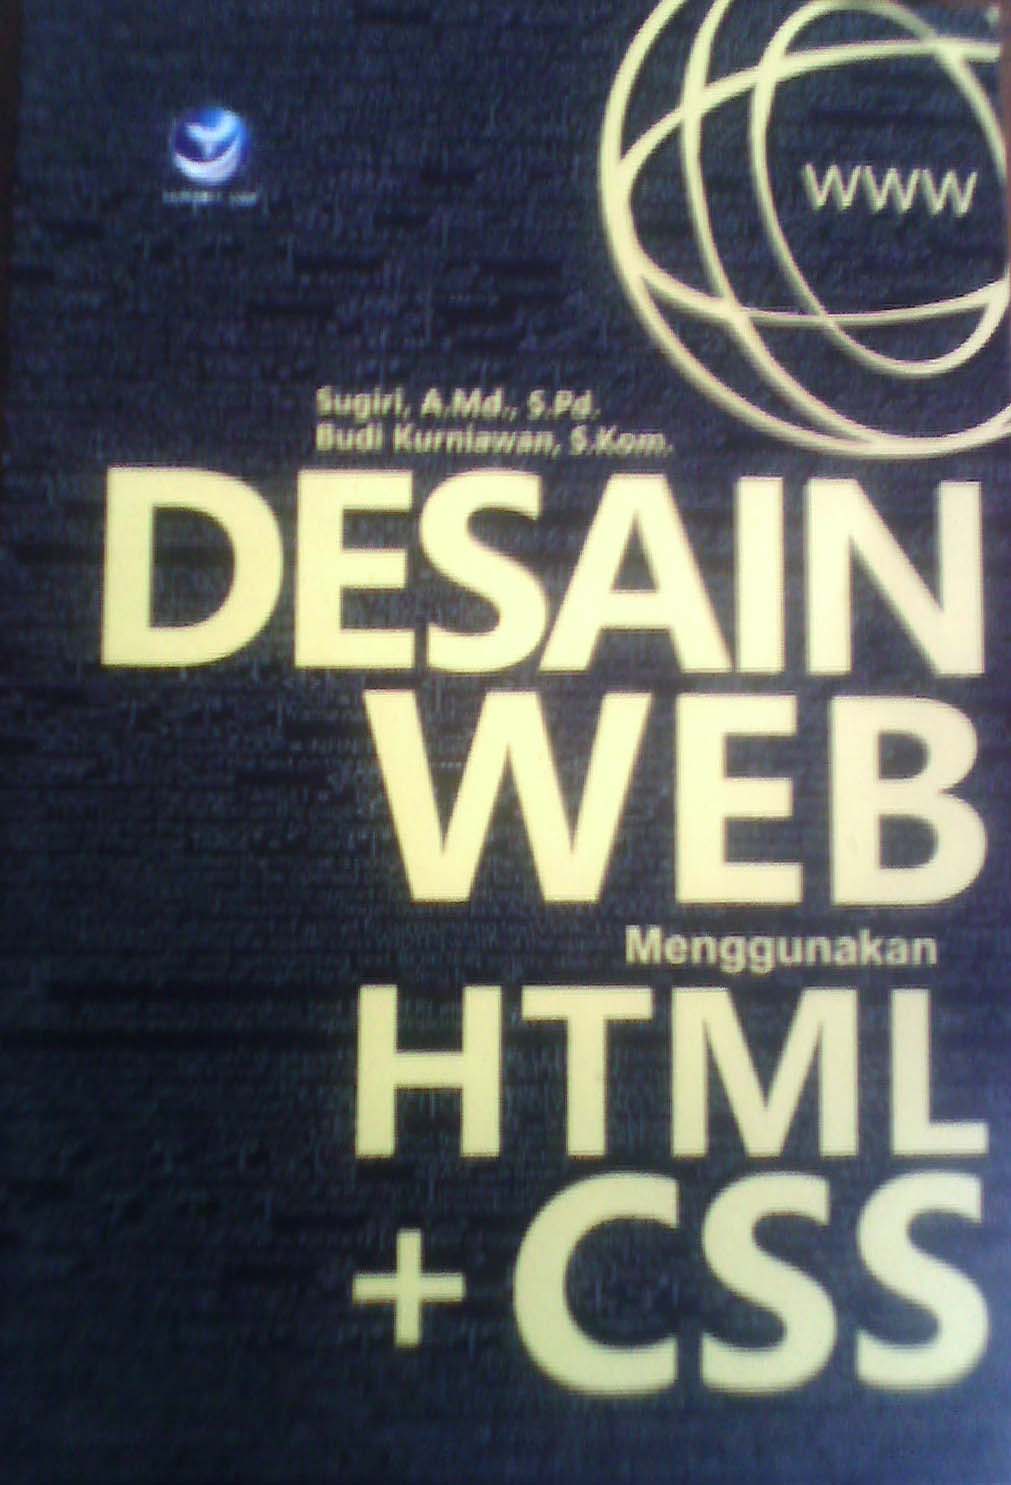 WWW
Sugiri, A.Md., S.Pd.
Budi Kurniawan, S.Kom.
DESAIN
WEB
Menggunakan
HTML
+ CSS